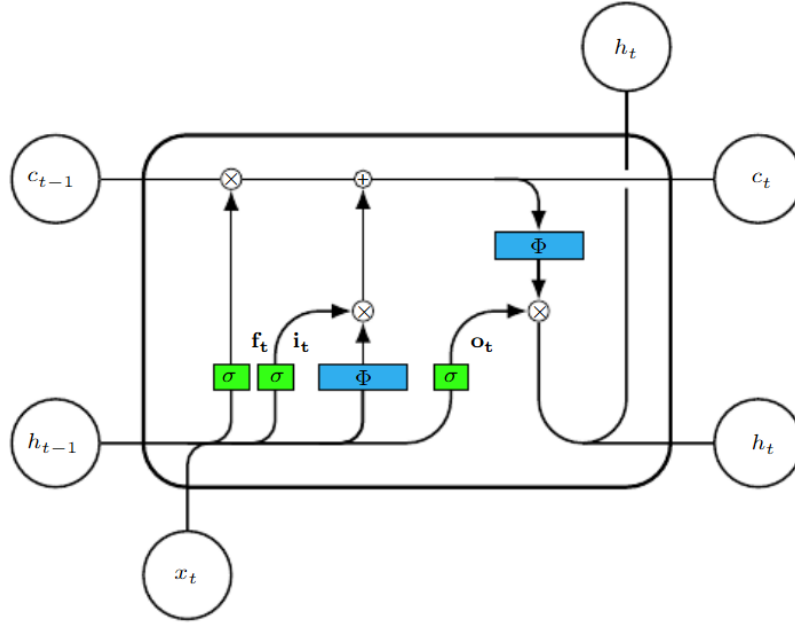 h_t
c_{t−1}
×
+
c_t
Φ
×
×
f_t
i_t
o_t
σ
σ
Φ
σ
h_{t−1}
h_t
x_t